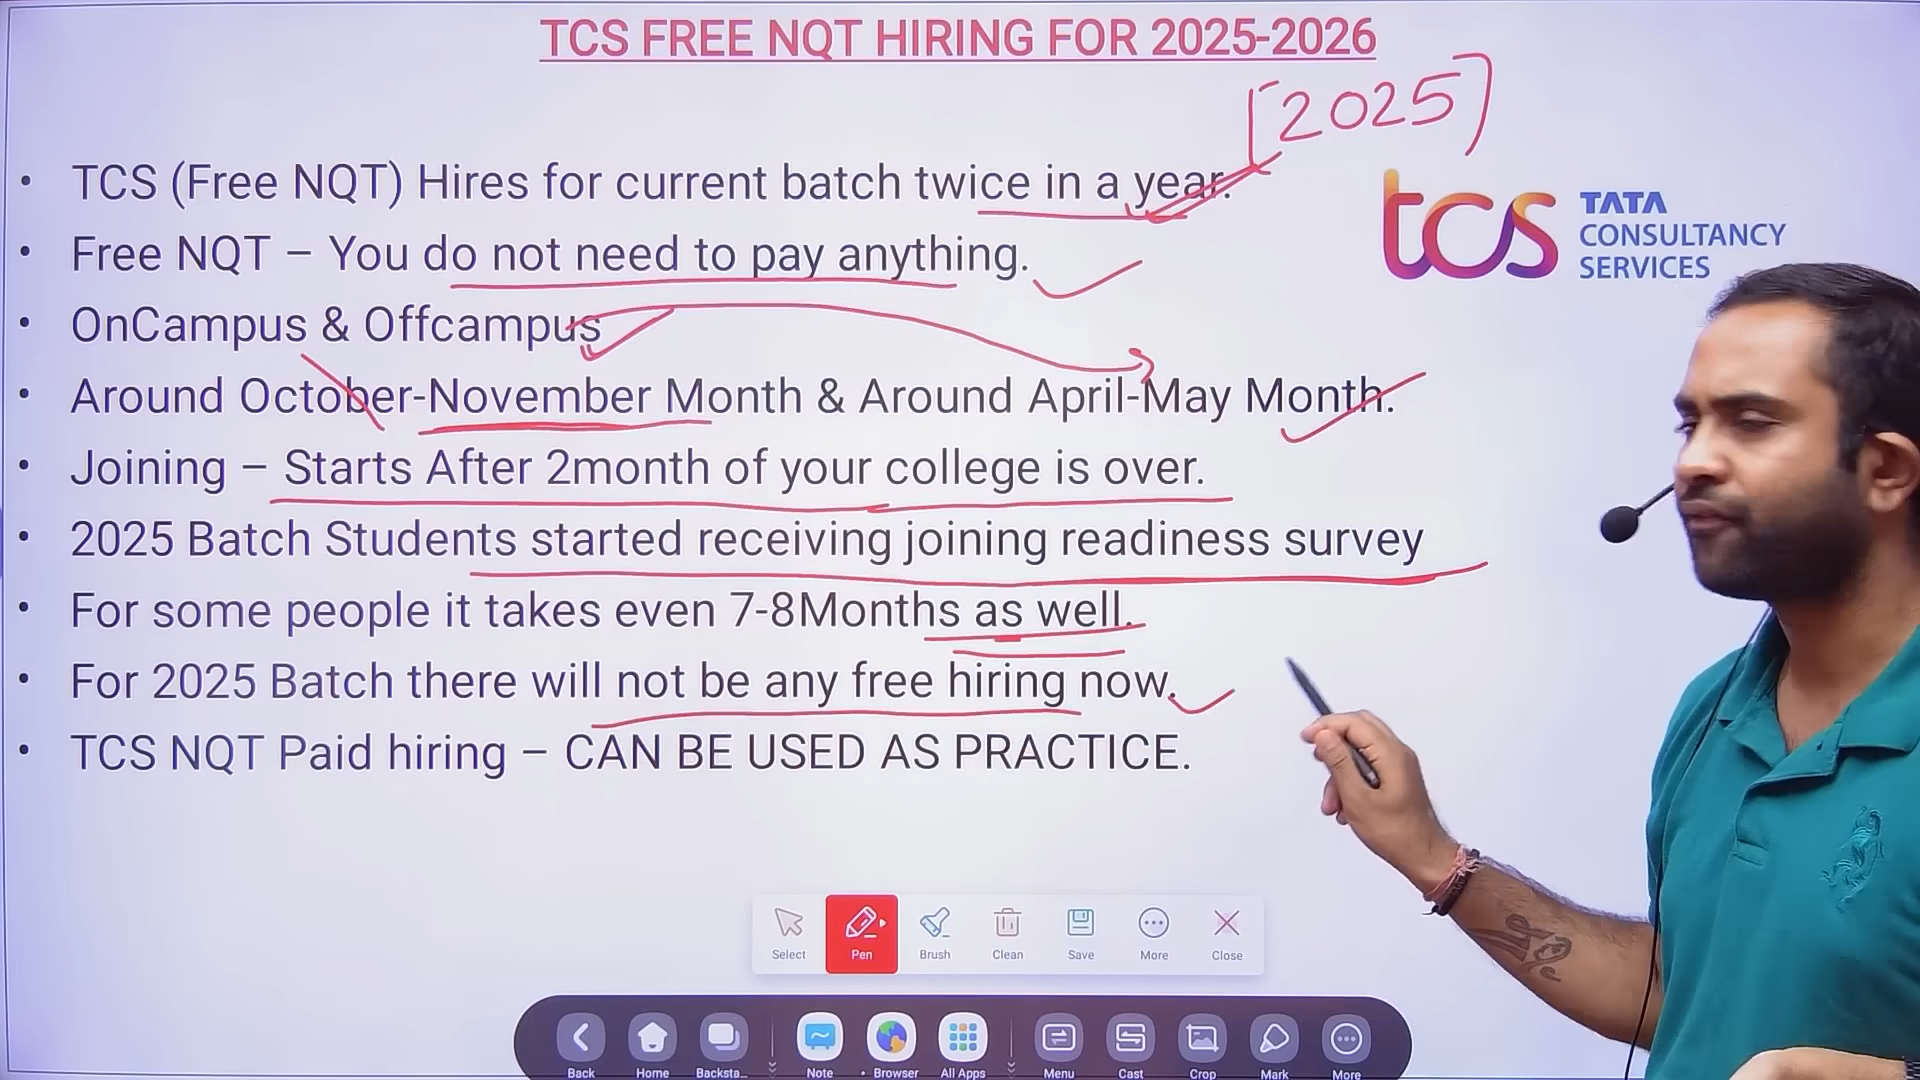 TCS FREE NQT HIRING FOR 2025-2026
[2025]
• TCS (Free NQT) Hires for current batch twice in a year.
• Free NQT – You do not need to pay anything.
• OnCampus & Offcampus
• Around October-November Month & Around April-May Month.
• Joining – Starts After 2month of your college is over.
• 2025 Batch Students started receiving joining readiness survey
• For some people it takes even 7-8Months as well.
• For 2025 Batch there will not be any free hiring now.
• TCS NQT Paid hiring – CAN BE USED AS PRACTICE.
tcs
TATA
CONSULTANCY
SERVICES
Select Pen Brush Clean Save More Close
Back Home Backsta... Note Browser All Apps Menu Cast Crop Mark More